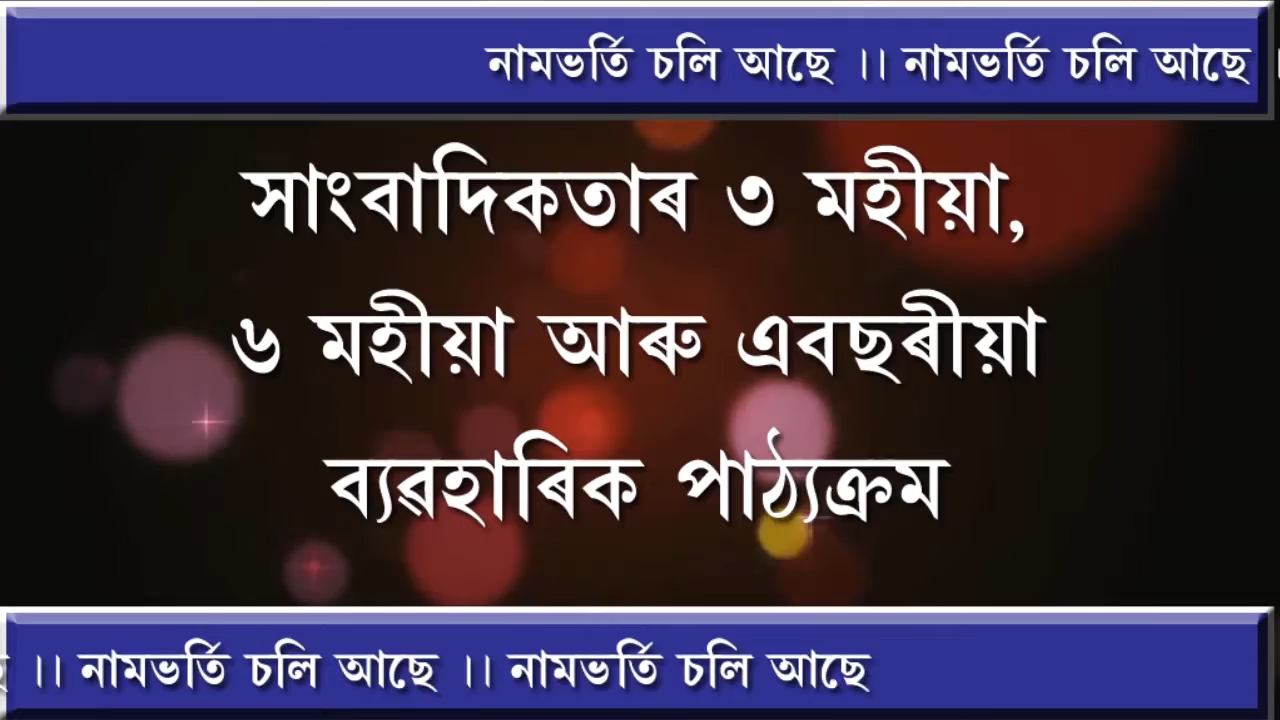 নামভৰ্তি চলি আছে ।। নামভৰ্তি চলি আছে
সাংবাদিকতাৰ ৩ মহীয়া,
৬ মহীয়া আৰু এবছৰীয়া
ব্যৱহাৰিক পাঠ্যক্ৰম
।। নামভৰ্তি চলি আছে ।। নামভৰ্তি চলি আছে